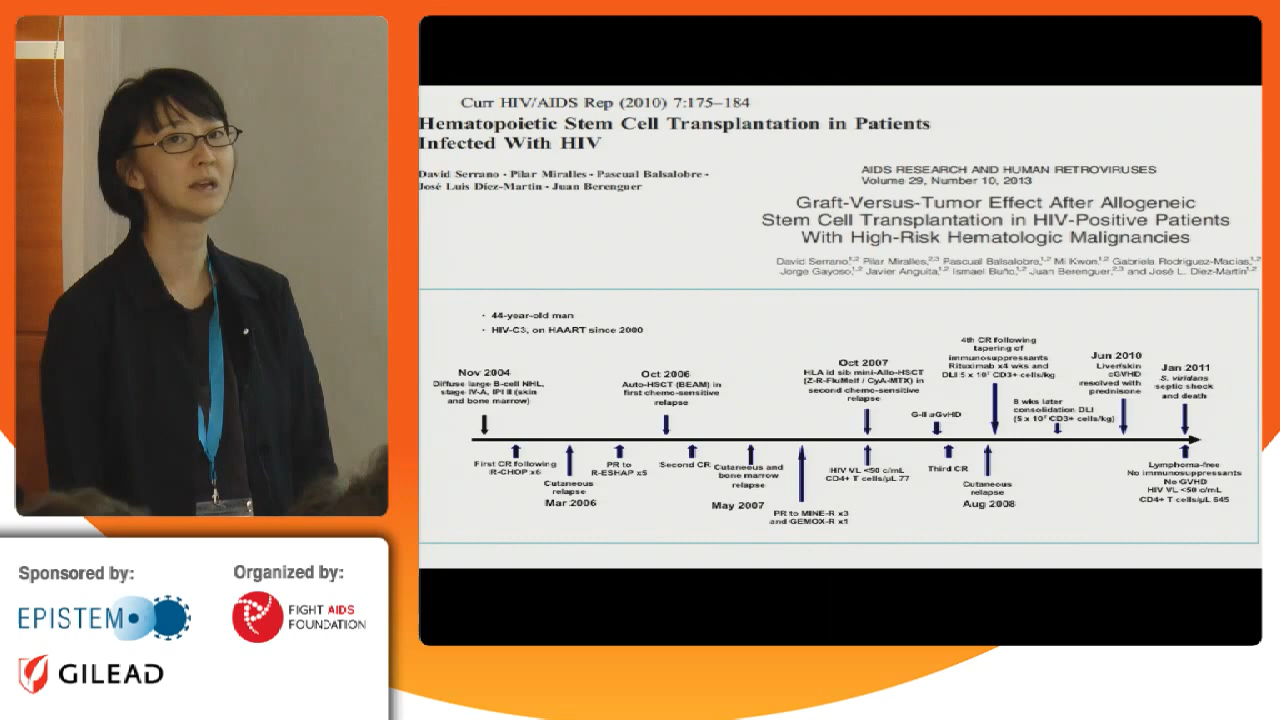 Curr HIV/AIDS Rep (2010) 7:175–184
Hematopoietic Stem Cell Transplantation in Patients
Infected With HIV
David Serrano · Pilar Miralles · Pascual Balsalobre ·
José Luis Díez-Martin · Juan Berenguer
AIDS RESEARCH AND HUMAN RETROVIRUSES
Volume 29, Number 10, 2013
Graft-Versus-Tumor Effect After Allogeneic
Stem Cell Transplantation in HIV-Positive Patients
With High-Risk Hematologic Malignancies
David Serrano,1,2 Pilar Miralles,2,3 Pascual Balsalobre,1,2 Mi Kwon,1,2 Gabriela Rodriguez-Macias,1,2
Jorge Gayoso,1,2 Javier Anguita,1,2 Ismael Buño,1,2 Juan Berenguer,2,3 and José L. Diez-Martin1,2
· 44-year-old man
· HIV-C3, on HAART since 2000
Nov 2004
Diffuse large B-cell NHL,
stage IV-A, IPI II (skin
and bone marrow)
Oct 2006
Auto-HSCT (BEAM) in
first chemo-sensitive
relapse
Oct 2007
HLA id sib mini-Allo-HSCT
(Z-R-FluMelf / CyA-MTX) in
second chemo-sensitive
relapse
G-II aGvHD
4th CR following
tapering of
immunosuppressants
Rituximab x4 wks and
DLI 5 x 10⁷ CD3+ cells/kg
8 wks later
consolidation DLI
(5 x 10⁷ CD3+ cells/kg)
Jun 2010
Liver/skin
cGVHD
resolved with
prednisone
Jan 2011
S. viridans
septic shock
and death
First CR following
R-CHOP x6
Cutaneous
relapse
Mar 2006
PR to
R-ESHAP x5
Second CR
Cutaneous and
bone marrow
relapse
May 2007
PR to MINE-R x3
and GEMOX-R x1
HIV VL <50 c/mL
CD4+ T cells/µL 77
Third CR
Cutaneous
relapse
Aug 2008
Lymphoma-free
No immunosuppressants
No GVHD
HIV VL <50 c/mL
CD4+ T cells/µL 545
Sponsored by:
EPISTEM
GILEAD
Organized by:
FIGHT AIDS
FOUNDATION